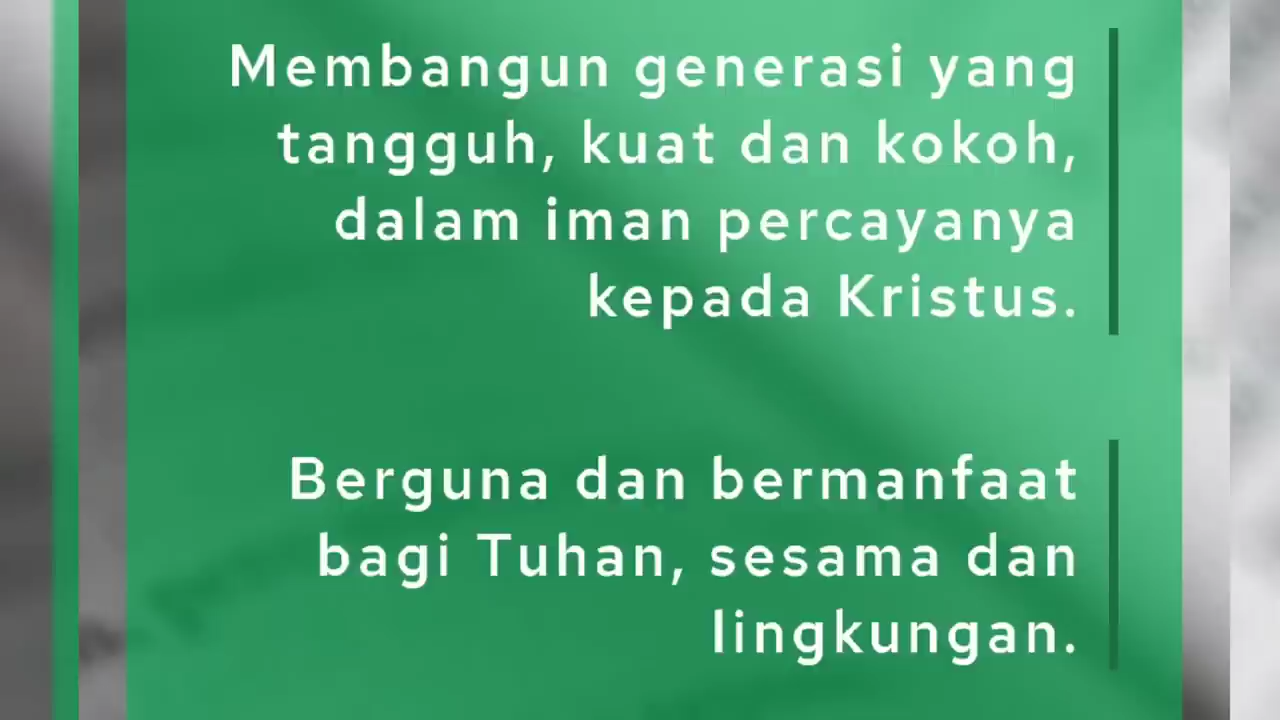 Membangun generasi yang
tangguh, kuat dan kokoh,
dalam iman percayanya
kepada Kristus.
Berguna dan bermanfaat
bagi Tuhan, sesama dan
lingkungan.